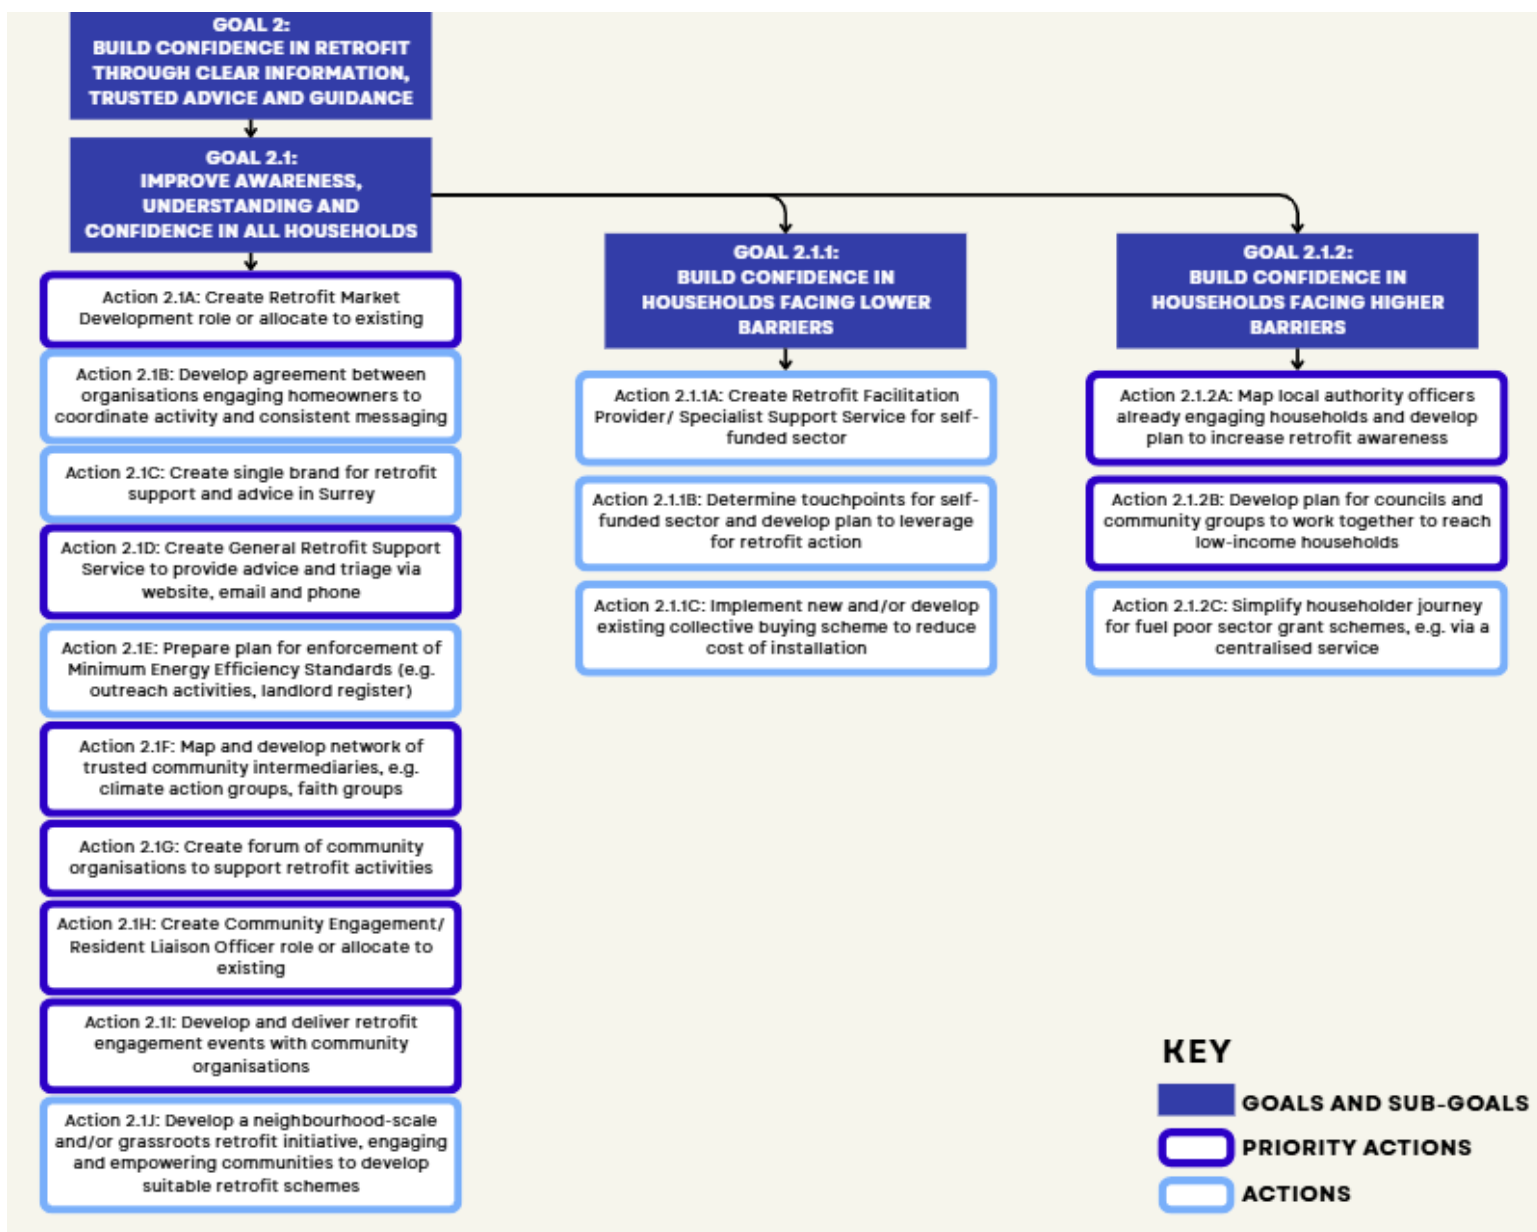 GOAL 2:
BUILD CONFIDENCE IN RETROFIT
THROUGH CLEAR INFORMATION,
TRUSTED ADVICE AND GUIDANCE
GOAL 2.1:
IMPROVE AWARENESS,
UNDERSTANDING AND
CONFIDENCE IN ALL HOUSEHOLDS
Action 2.1A: Create Retrofit Market
Development role or allocate to existing
Action 2.1B: Develop agreement between
organisations engaging homeowners to
coordinate activity and consistent messaging
Action 2.1C: Create single brand for retrofit
support and advice in Surrey
Action 2.1D: Create General Retrofit Support
Service to provide advice and triage via
website, email and phone
Action 2.1E: Prepare plan for enforcement of
Minimum Energy Efficiency Standards (e.g.
outreach activities, landlord register)
Action 2.1F: Map and develop network of
trusted community intermediaries, e.g.
climate action groups, faith groups
Action 2.1G: Create forum of community
organisations to support retrofit activities
Action 2.1H: Create Community Engagement/
Resident Liaison Officer role or allocate to
existing
Action 2.1I: Develop and deliver retrofit
engagement events with community
organisations
Action 2.1J: Develop a neighbourhood-scale
and/or grassroots retrofit initiative, engaging
and empowering communities to develop
suitable retrofit schemes
GOAL 2.1.1:
BUILD CONFIDENCE IN
HOUSEHOLDS FACING LOWER
BARRIERS
Action 2.1.1A: Create Retrofit Facilitation
Provider/ Specialist Support Service for self-
funded sector
Action 2.1.1B: Determine touchpoints for self-
funded sector and develop plan to leverage
for retrofit action
Action 2.1.1C: Implement new and/or develop
existing collective buying scheme to reduce
cost of installation
GOAL 2.1.2:
BUILD CONFIDENCE IN
HOUSEHOLDS FACING HIGHER
BARRIERS
Action 2.1.2A: Map local authority officers
already engaging households and develop
plan to increase retrofit awareness
Action 2.1.2B: Develop plan for councils and
community groups to work together to reach
low-income households
Action 2.1.2C: Simplify householder journey
for fuel poor sector grant schemes, e.g. via a
centralised service
KEY
GOALS AND SUB-GOALS
PRIORITY ACTIONS
ACTIONS